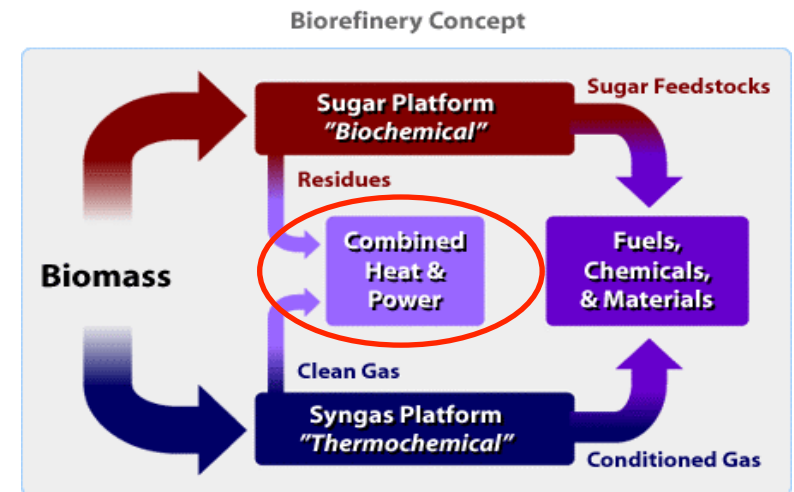 Biorefinery Concept
Sugar Feedstocks
Sugar Platform
"Biochemical"
Residues
Combined
Heat &
Power
Fuels,
Chemicals,
& Materials
Biomass
Clean Gas
Syngas Platform
"Thermochemical"
Conditioned Gas